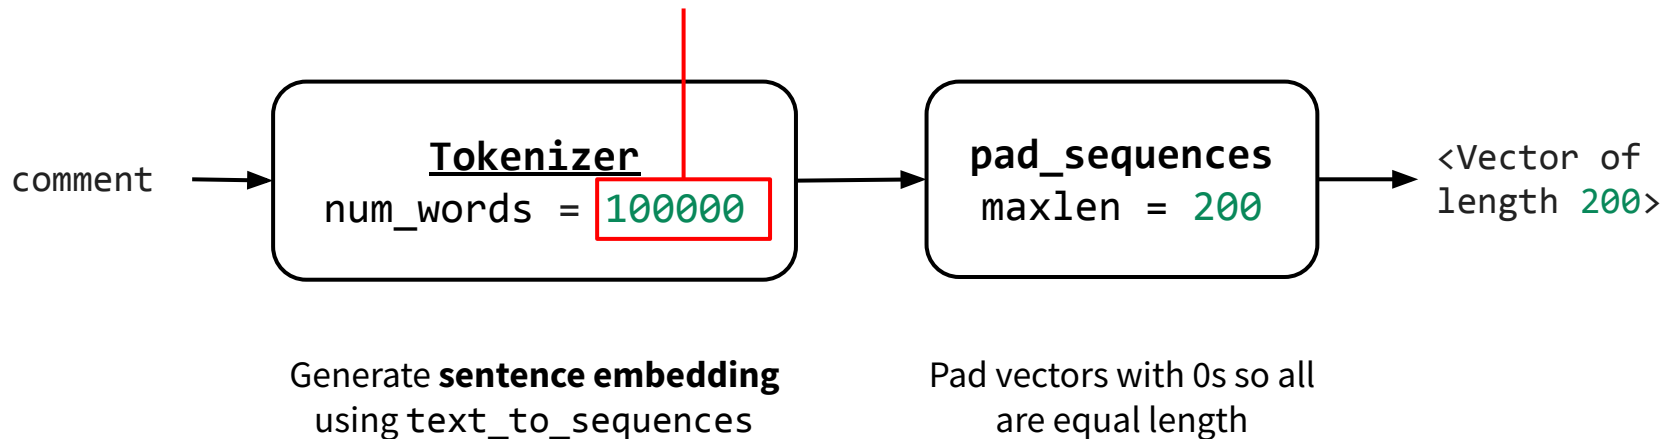 comment
Tokenizer
num_words = 100000
pad_sequences
maxlen = 200
<Vector of
length 200>
Generate sentence embedding
using text_to_sequences
Pad vectors with 0s so all
are equal length